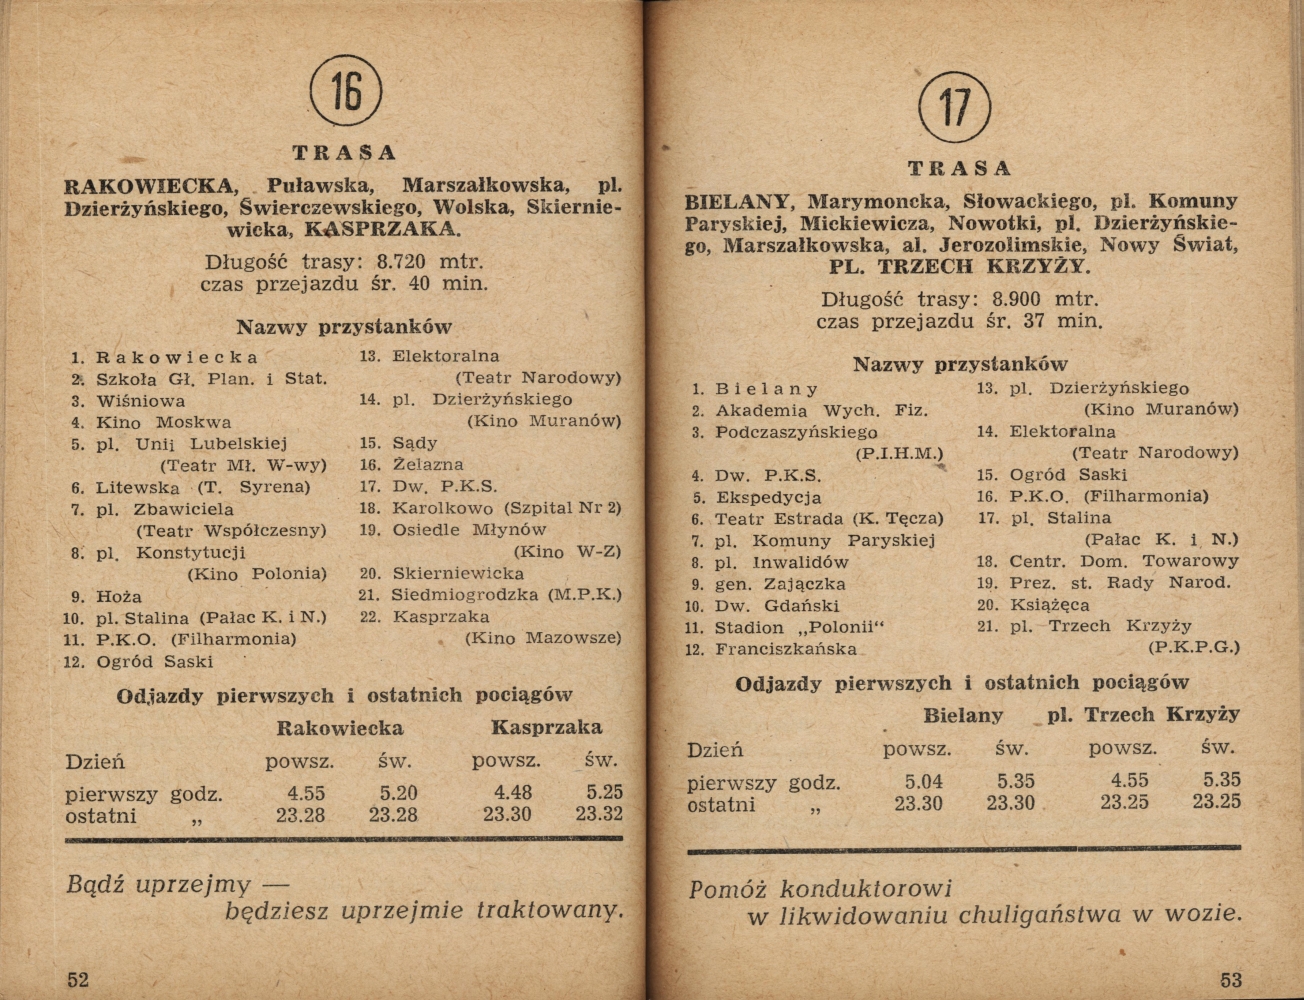 16
TRASA
RAKOWIECKA, Puławska, Marszałkowska, pl.
Dzierżyńskiego, Świerczewskiego, Wolska, Skiernie-
wicka, KASPRZAKA.
Długość trasy: 8.720 mtr.
czas przejazdu śr. 40 min.
Nazwy przystanków
1. Rakowiecka
2. Szkoła Gł. Plan. i Stat.
3. Wiśniowa
4. Kino Moskwa
5. pl. Unii Lubelskiej
(Teatr Mł. W-wy)
6. Litewska (T. Syrena)
7. pl. Zbawiciela
(Teatr Współczesny)
8. pl. Konstytucji
(Kino Polonia)
9. Hoża
10. pl. Stalina (Pałac K. i N.)
11. P.K.O. (Filharmonia)
12. Ogród Saski
13. Elektoralna
(Teatr Narodowy)
14. pl. Dzierżyńskiego
(Kino Muranów)
15. Sądy
16. Żelazna
17. Dw. P.K.S.
18. Karolkowo (Szpital Nr 2)
19. Osiedle Młynów
(Kino W-Z)
20. Skierniewicka
21. Siedmiogrodzka (M.P.K.)
22. Kasprzaka
(Kino Mazowsze)
Odjazdy pierwszych i ostatnich pociągów
Rakowiecka Kasprzaka
Dzień powsz. św. powsz. św.
pierwszy godz. 4.55 5.20 4.48 5.25
ostatni „ 23.28 23.28 23.30 23.32
Bądź uprzejmy —
będziesz uprzejmie traktowany.
52
17
TRASA
BIELANY, Marymoncka, Słowackiego, pl. Komuny
Paryskiej, Mickiewicza, Nowotki, pl. Dzierżyńskie-
go, Marszałkowska, al. Jerozolimskie, Nowy Świat,
PL. TRZECH KRZYŻY.
Długość trasy: 8.900 mtr.
czas przejazdu śr. 37 min.
Nazwy przystanków
1. Bielany
2. Akademia Wych. Fiz.
3. Podczaszyńskiego
(P.I.H.M.)
4. Dw. P.K.S.
5. Ekspedycja
6. Teatr Estrada (K. Tęcza)
7. pl. Komuny Paryskiej
8. pl. Inwalidów
9. gen. Zajączka
10. Dw. Gdański
11. Stadion „Polonii“
12. Franciszkańska
13. pl. Dzierżyńskiego
(Kino Muranów)
14. Elektoralna
(Teatr Narodowy)
15. Ogród Saski
16. P.K.O. (Filharmonia)
17. pl. Stalina
(Pałac K. i N.)
18. Centr. Dom. Towarowy
19. Prez. st. Rady Narod.
20. Książęca
21. pl. Trzech Krzyży
(P.K.P.G.)
Odjazdy pierwszych i ostatnich pociągów
Bielany pl. Trzech Krzyży
Dzień powsz. św. powsz. św.
pierwszy godz. 5.04 5.35 4.55 5.35
ostatni „ 23.30 23.30 23.25 23.25
Pomóż konduktorowi
w likwidowaniu chuligaństwa w wozie.
53